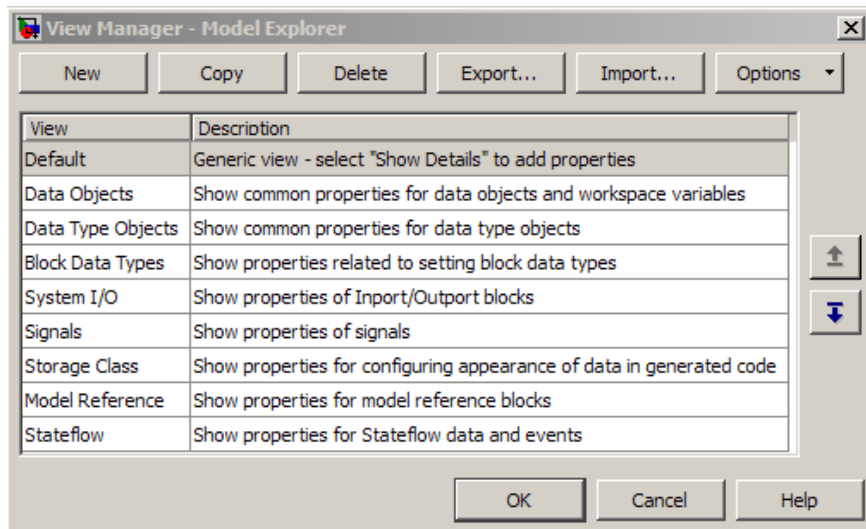 View Manager - Model Explorer
New Copy Delete Export... Import... Options
View Description
Default Generic view - select "Show Details" to add properties
Data Objects Show common properties for data objects and workspace variables
Data Type Objects Show common properties for data type objects
Block Data Types Show properties related to setting block data types
System I/O Show properties of Inport/Outport blocks
Signals Show properties of signals
Storage Class Show properties for configuring appearance of data in generated code
Model Reference Show properties for model reference blocks
Stateflow Show properties for Stateflow data and events
OK Cancel Help